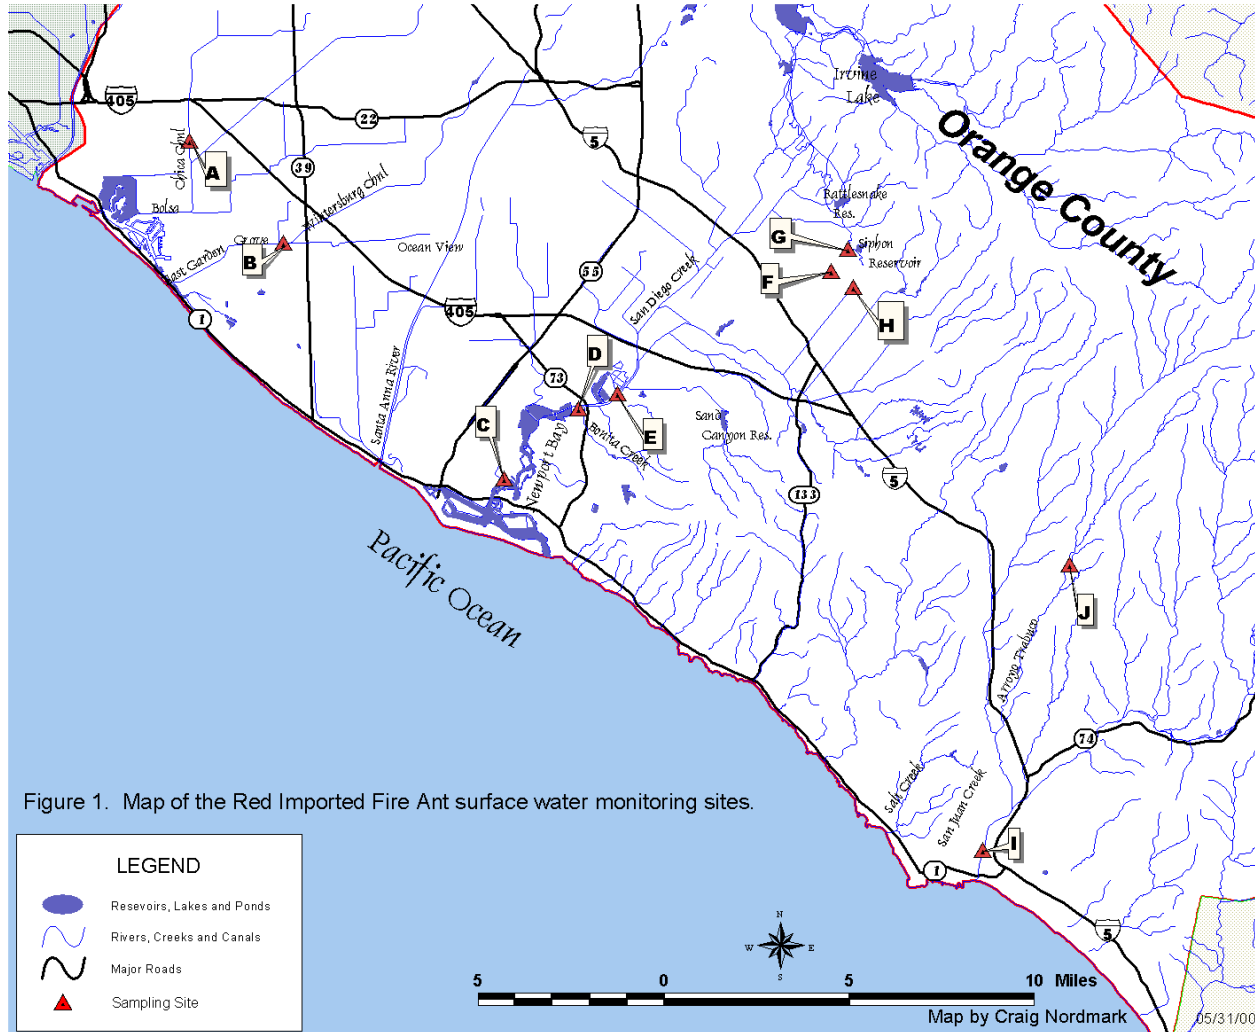 Irvine
Lake
Orange County
405
22
5
39
Chica Chnl
A
Bolsa
Wintersburg Chnl
Rattlesnake
Res.
G
Siphon
Reservoir
Grove
Ocean View
East Garden
B
F
H
55
San Diego Creek
1
405
Santa Anna River
D
73
C
E
Sand
Canyon Res.
Bonita Creek
Newport Bay
133
5
Pacific Ocean
J
Arroyo Trabuco
74
Salt Creek
San Juan Creek
I
1
5
Figure 1. Map of the Red Imported Fire Ant surface water monitoring sites.
LEGEND
Resevoirs, Lakes and Ponds
Rivers, Creeks and Canals
Major Roads
Sampling Site
N
W E
S
5 0 5 10 Miles
Map by Craig Nordmark
05/31/00